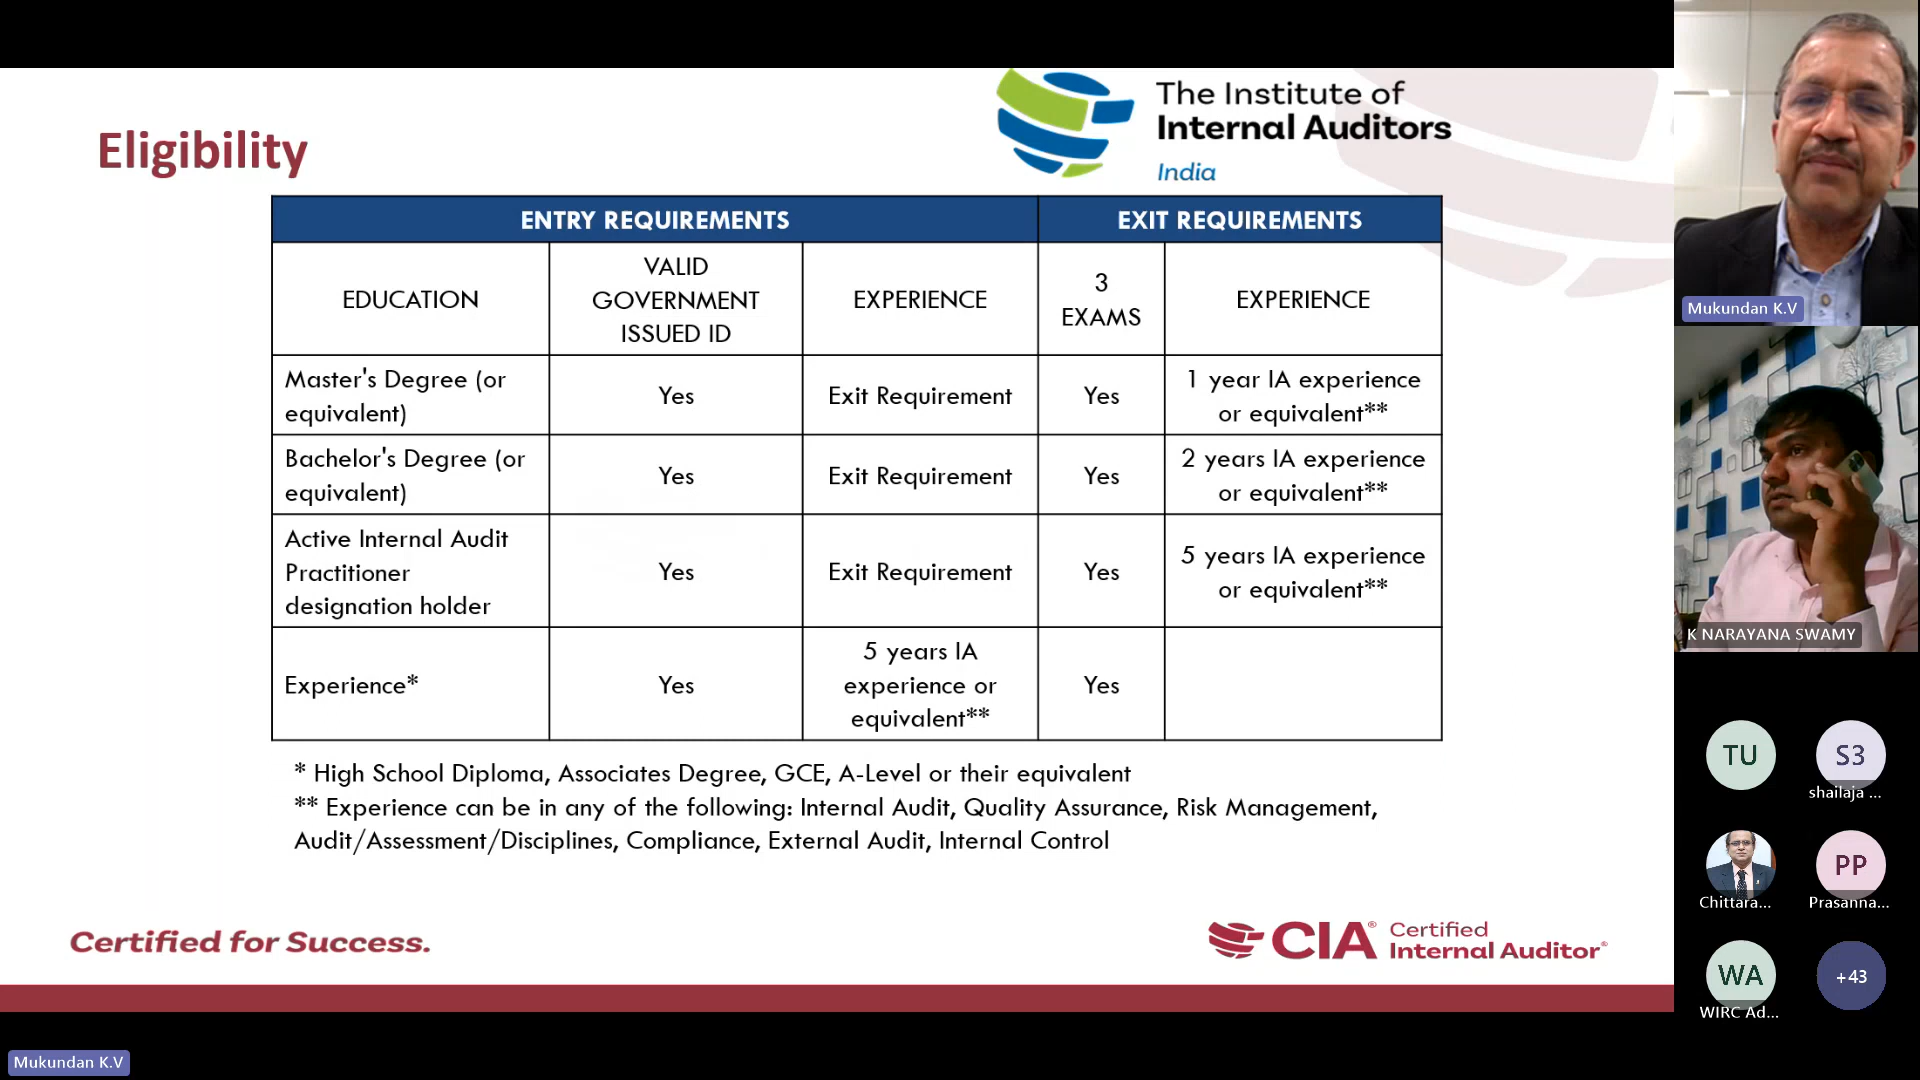 The Institute of
Internal Auditors
India
Eligibility
ENTRY REQUIREMENTS
EXIT REQUIREMENTS
EDUCATION
VALID
GOVERNMENT
ISSUED ID
EXPERIENCE
3
EXAMS
EXPERIENCE
Master's Degree (or
equivalent)
Yes
Exit Requirement
Yes
1 year IA experience
or equivalent**
Bachelor's Degree (or
equivalent)
Yes
Exit Requirement
Yes
2 years IA experience
or equivalent**
Active Internal Audit
Practitioner
designation holder
Yes
Exit Requirement
Yes
5 years IA experience
or equivalent**
Experience*
Yes
5 years IA
experience or
equivalent**
Yes
* High School Diploma, Associates Degree, GCE, A-Level or their equivalent
** Experience can be in any of the following: Internal Audit, Quality Assurance, Risk Management,
Audit/Assessment/Disciplines, Compliance, External Audit, Internal Control
Certified for Success.
CIA® Certified
Internal Auditor®
Mukundan K.V
Mukundan K.V
K NARAYANA SWAMY
TU
S3
shailaja ...
Chittara...
PP
Prasanna...
WA
WIRC Ad...
+43